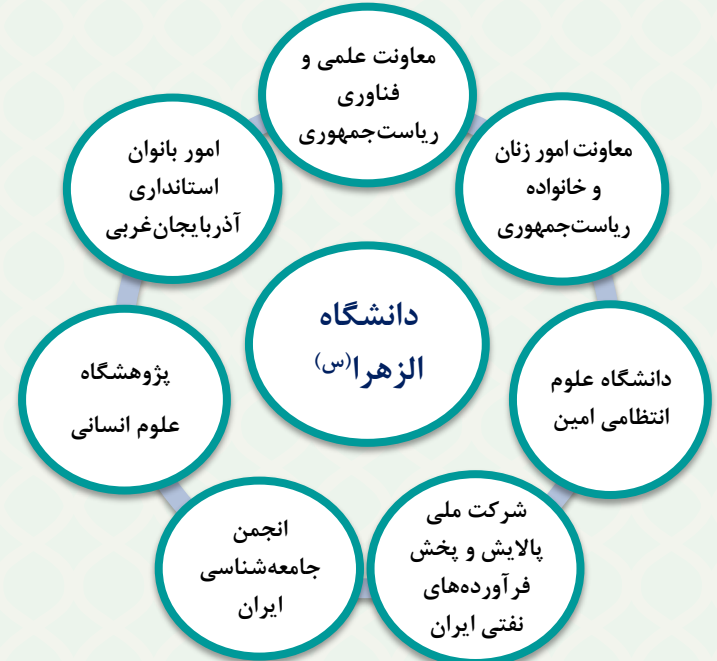 معاونت علمی و
فناوری
ریاست‌جمهوری
معاونت امور زنان
و خانواده
ریاست‌جمهوری
دانشگاه علوم
انتظامی امین
شرکت ملی
پالایش و پخش
فرآورده‌های
نفتی ایران
انجمن
جامعه‌شناسی
ایران
پژوهشگاه
علوم انسانی
امور بانوان
استانداری
آذربایجان‌غربی
دانشگاه
الزهرا(س)